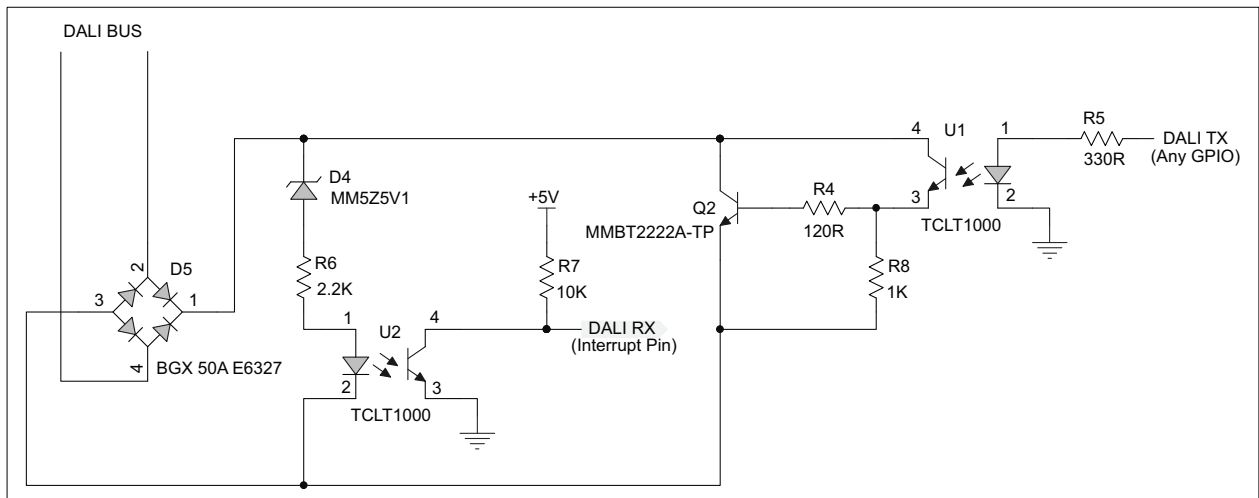 DALI BUS
4
U1
1
R5
330R
DALI TX
(Any GPIO)
D4
MM5Z5V1
+5V
Q2
MMBT2222A-TP
R4
120R
3
TCLT1000
2
R6
2.2K
R7
10K
R8
1K
2
D5
3
1
4
BGX 50A E6327
1
U2
4
DALI RX
(Interrupt Pin)
2
3
TCLT1000